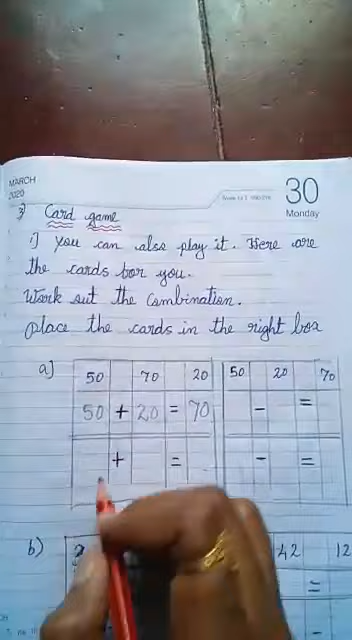 MARCH
2020
30
Monday
3) Card game
i) you can also play it. Here are
the cards bor you.
Work out the Combination.
place the cards in the right box
a) 50 70 20 50 20 70
50 + 20 = 70 - =
+ = - =
b) 42 12
=